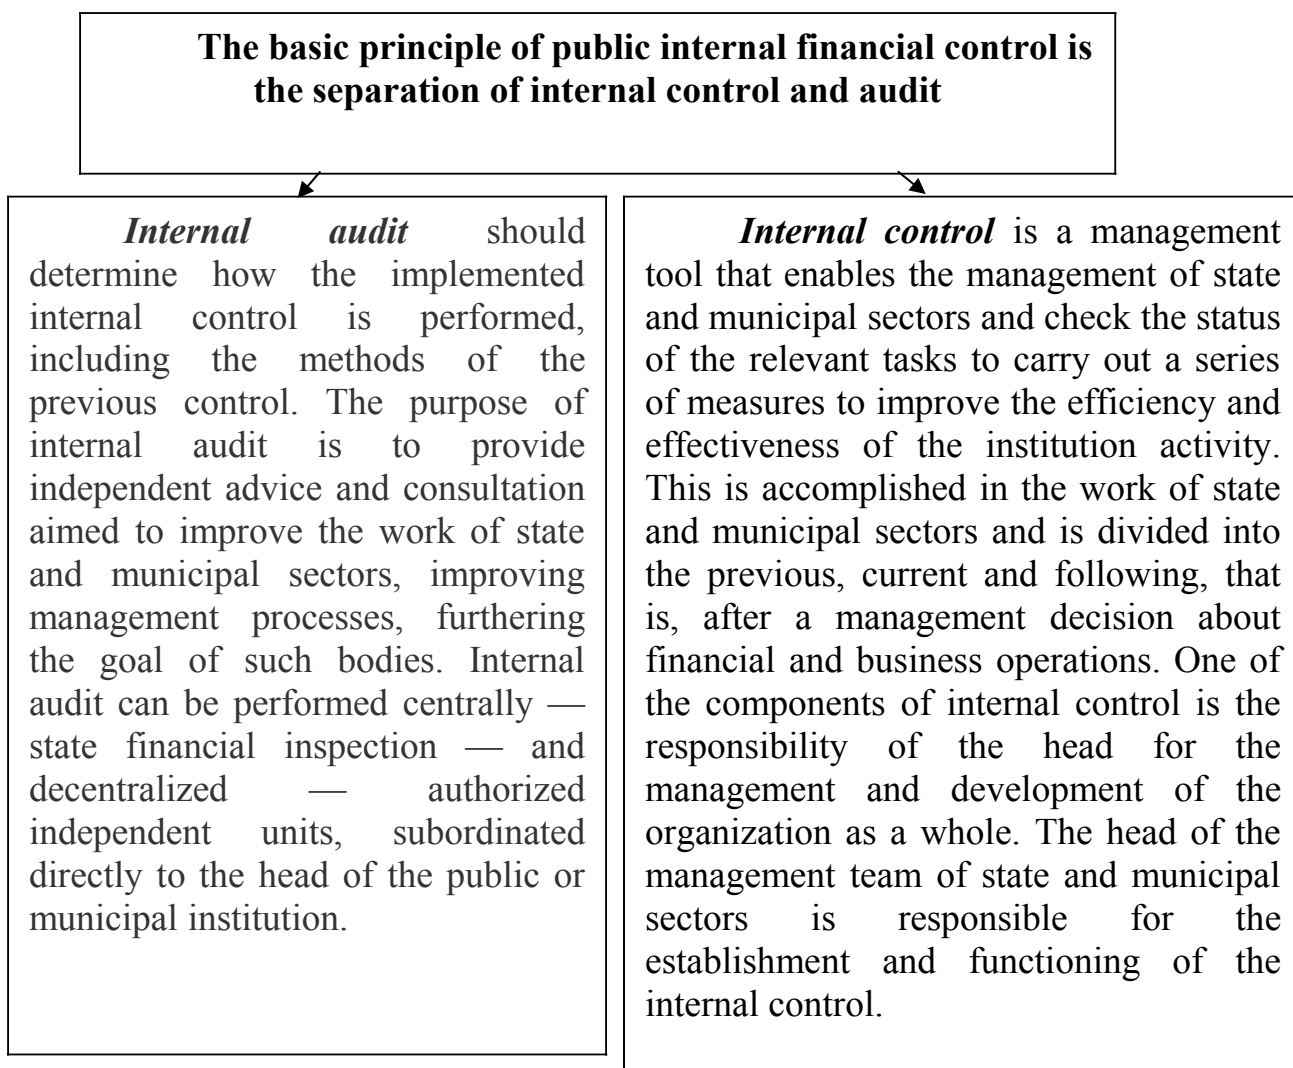 The basic principle of public internal financial control is
the separation of internal control and audit
Internal audit should
determine how the implemented
internal control is performed,
including the methods of the
previous control. The purpose of
internal audit is to provide
independent advice and consultation
aimed to improve the work of state
and municipal sectors, improving
management processes, furthering
the goal of such bodies. Internal
audit can be performed centrally —
state financial inspection — and
decentralized — authorized
independent units, subordinated
directly to the head of the public or
municipal institution.
Internal control is a management
tool that enables the management of state
and municipal sectors and check the status
of the relevant tasks to carry out a series
of measures to improve the efficiency and
effectiveness of the institution activity.
This is accomplished in the work of state
and municipal sectors and is divided into
the previous, current and following, that
is, after a management decision about
financial and business operations. One of
the components of internal control is the
responsibility of the head for the
management and development of the
organization as a whole. The head of the
management team of state and municipal
sectors is responsible for the
establishment and functioning of the
internal control.